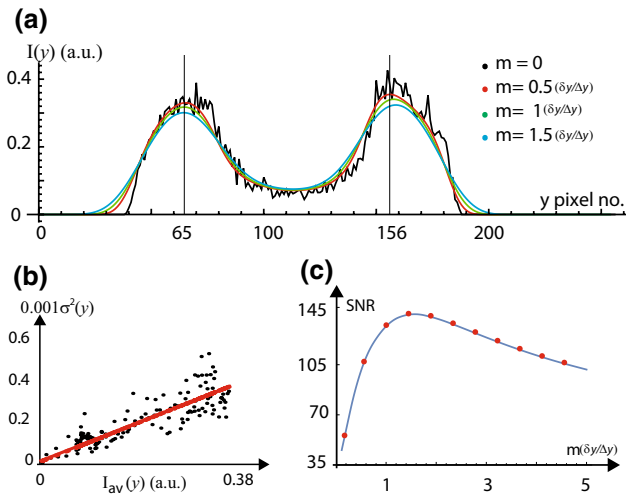 (a)
I(y) (a.u.)
0.4
0.2
0
m = 0
m= 0.5(δy/Δy)
m= 1(δy/Δy)
m= 1.5(δy/Δy)
y pixel no.
0 65 100 156 200
(b)
0.001σ²(y)
0.6
0.4
0.2
0
0 I_av(y) (a.u.) 0.38
(c)
SNR
145
105
70
35
m(δy/Δy)
1 3 5